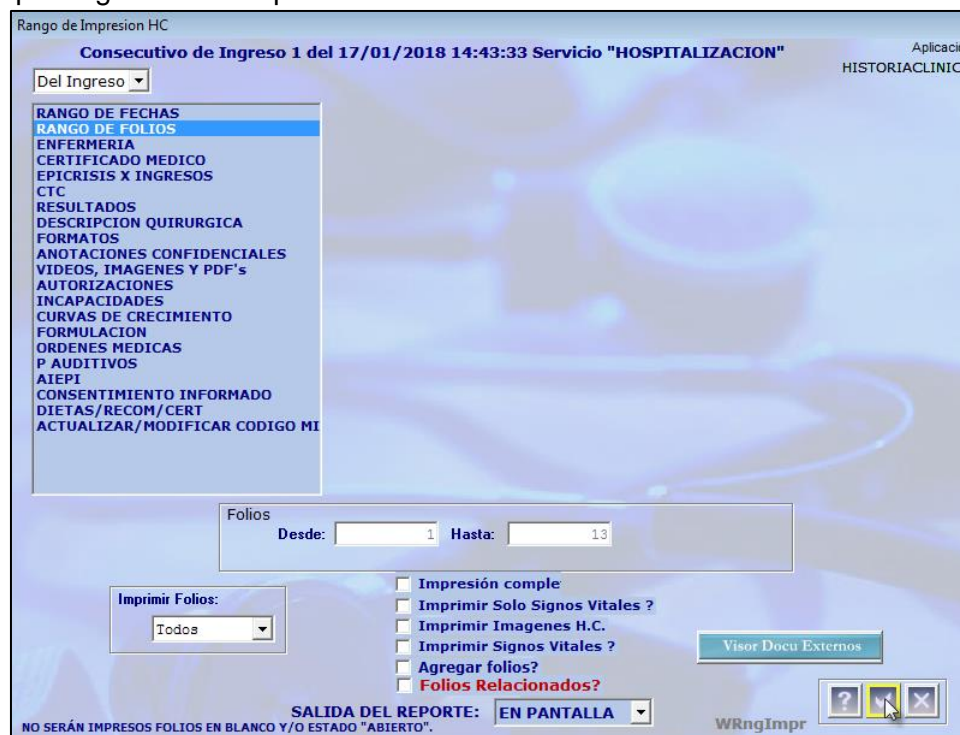 Rango de Impresion HC
Consecutivo de Ingreso 1 del 17/01/2018 14:43:33 Servicio "HOSPITALIZACION"
Aplicació
HISTORIACLINIC
Del Ingreso
RANGO DE FECHAS
RANGO DE FOLIOS
ENFERMERIA
CERTIFICADO MEDICO
EPICRISIS X INGRESOS
CTC
RESULTADOS
DESCRIPCION QUIRURGICA
FORMATOS
ANOTACIONES CONFIDENCIALES
VIDEOS, IMAGENES Y PDF's
AUTORIZACIONES
INCAPACIDADES
CURVAS DE CRECIMIENTO
FORMULACION
ORDENES MEDICAS
P AUDITIVOS
AIEPI
CONSENTIMIENTO INFORMADO
DIETAS/RECOM/CERT
ACTUALIZAR/MODIFICAR CODIGO MI
Folios
Desde: 1 Hasta: 13
Imprimir Folios:
Todos
Impresión comple
Imprimir Solo Signos Vitales ?
Imprimir Imagenes H.C.
Imprimir Signos Vitales ?
Agregar folios?
Folios Relacionados?
Visor Docu Externos
SALIDA DEL REPORTE: EN PANTALLA
WRngImpr
?
NO SERÁN IMPRESOS FOLIOS EN BLANCO Y/O ESTADO "ABIERTO".